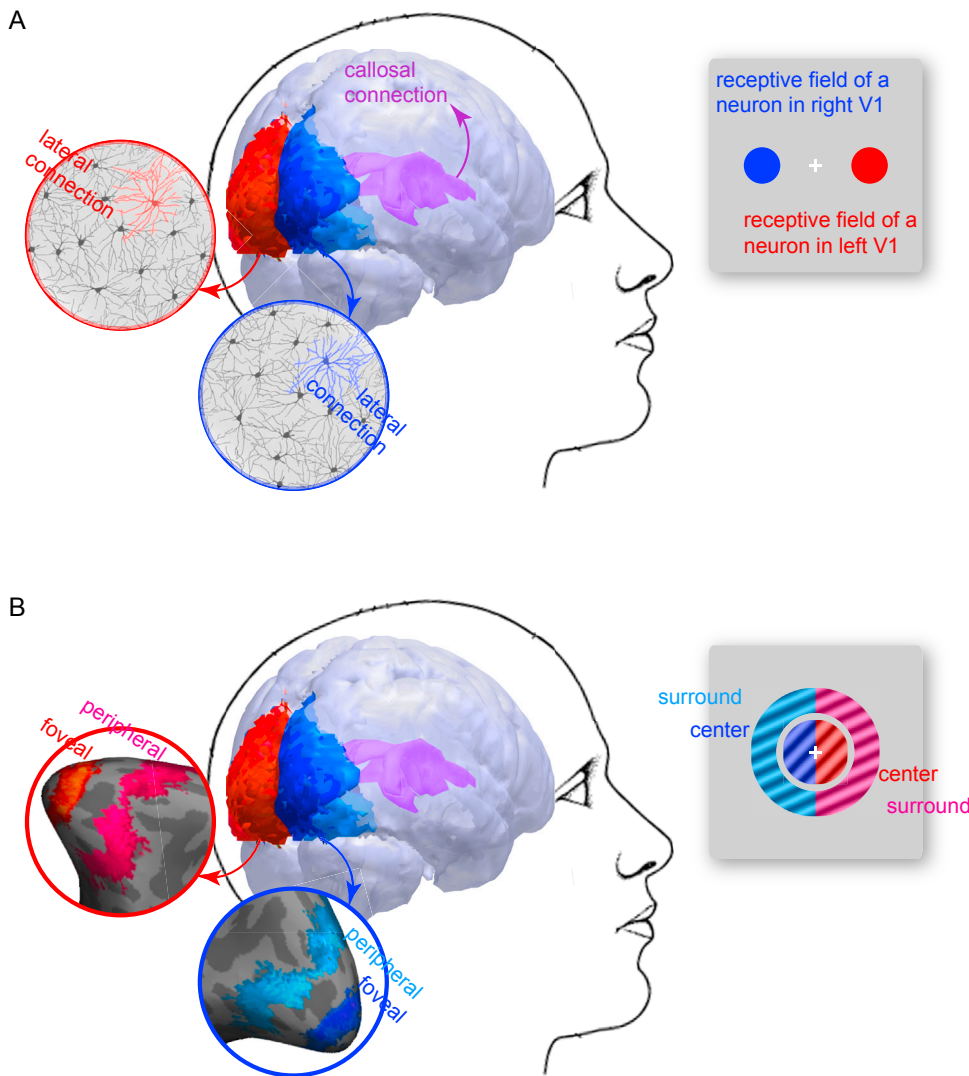 A
callosal
connection
lateral
connection
lateral
connection
receptive field of a
neuron in right V1
receptive field of a
neuron in left V1
B
peripheral
foveal
peripheral
foveal
surround
center
center
surround